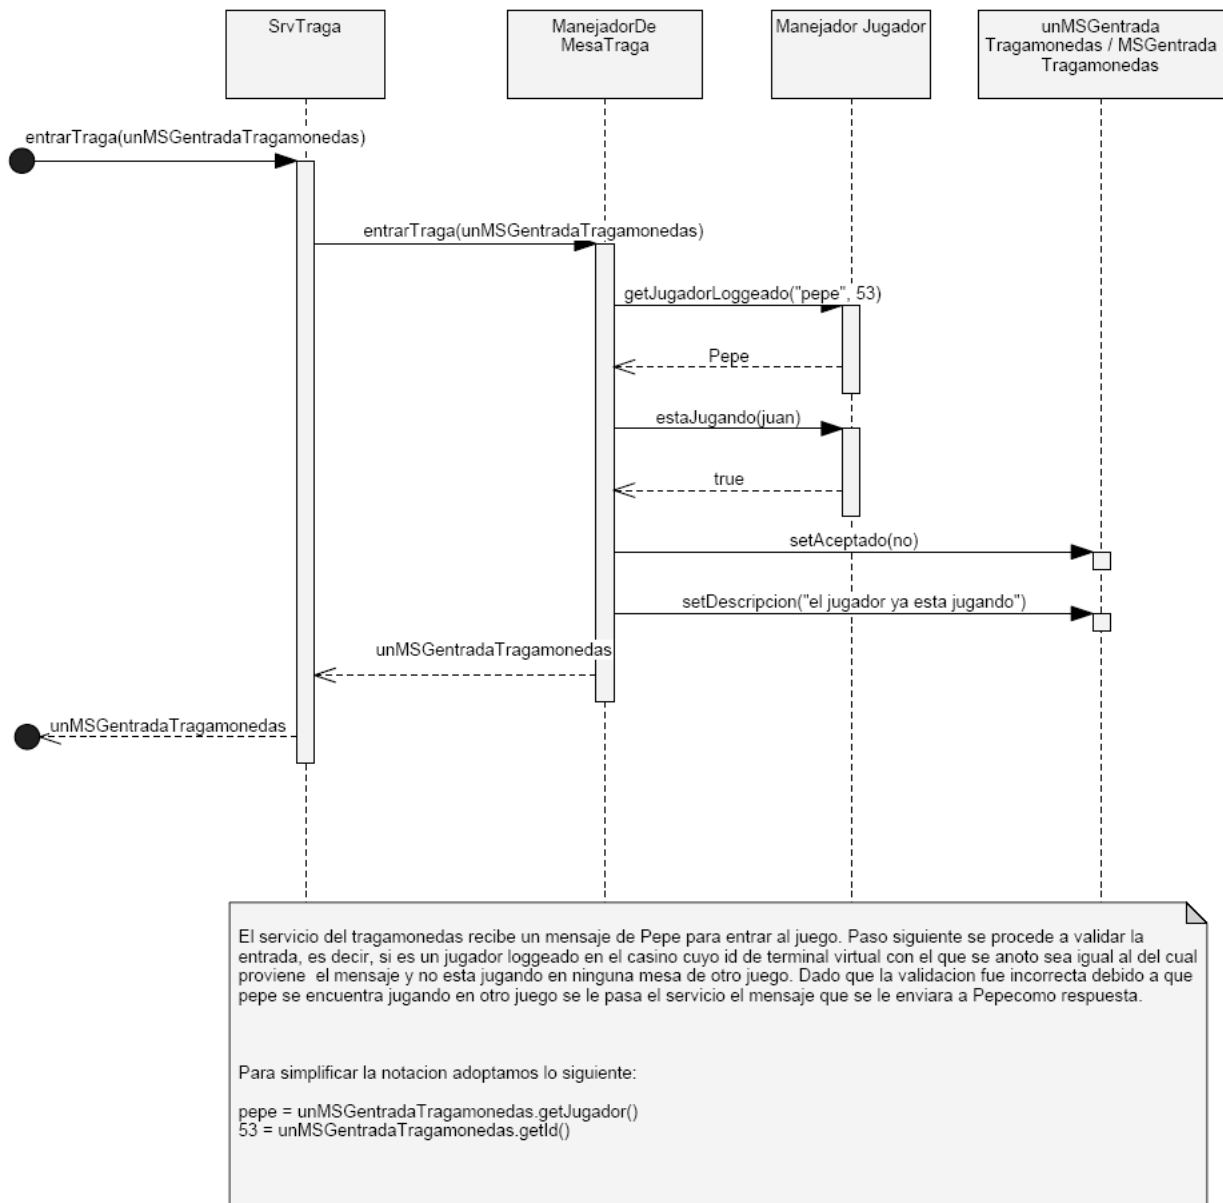 SrvTraga
ManejadorDe
MesaTraga
Manejador Jugador
unMSGentrada
Tragamonedas / MSGentrada
Tragamonedas
entrarTraga(unMSGentradaTragamonedas)
entrarTraga(unMSGentradaTragamonedas)
getJugadorLoggeado("pepe", 53)
Pepe
estaJugando(juan)
true
setAceptado(no)
setDescripcion("el jugador ya esta jugando")
unMSGentradaTragamonedas
unMSGentradaTragamonedas
El servicio del tragamonedas recibe un mensaje de Pepe para entrar al juego. Paso siguiente se procede a validar la
entrada, es decir, si es un jugador loggeado en el casino cuyo id de terminal virtual con el que se anoto sea igual al del cual
proviene  el mensaje y no esta jugando en ninguna mesa de otro juego. Dado que la validacion fue incorrecta debido a que
pepe se encuentra jugando en otro juego se le pasa el servicio el mensaje que se le enviara a Pepecomo respuesta.
Para simplificar la notacion adoptamos lo siguiente:
pepe = unMSGentradaTragamonedas.getJugador()
53 = unMSGentradaTragamonedas.getId()